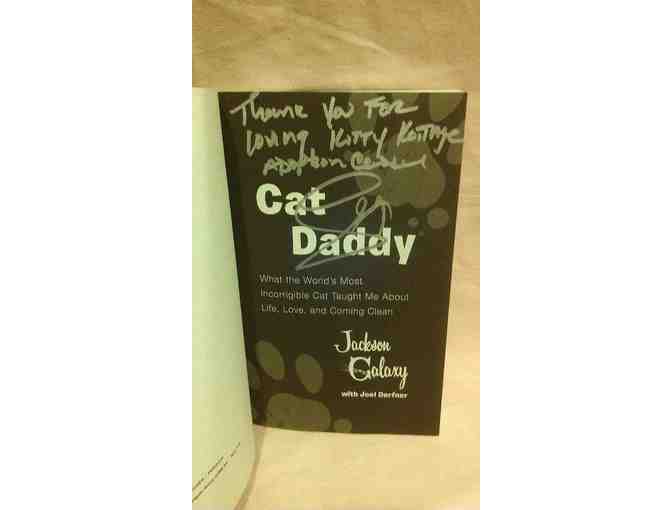 Thank You For
Loving Kitty Kottage
Adoption Center
Cat
Daddy
What the World's Most
Incorrigible Cat Taught Me About
Life, Love, and Coming Clean
Jackson
Galaxy
with Joel Derfner